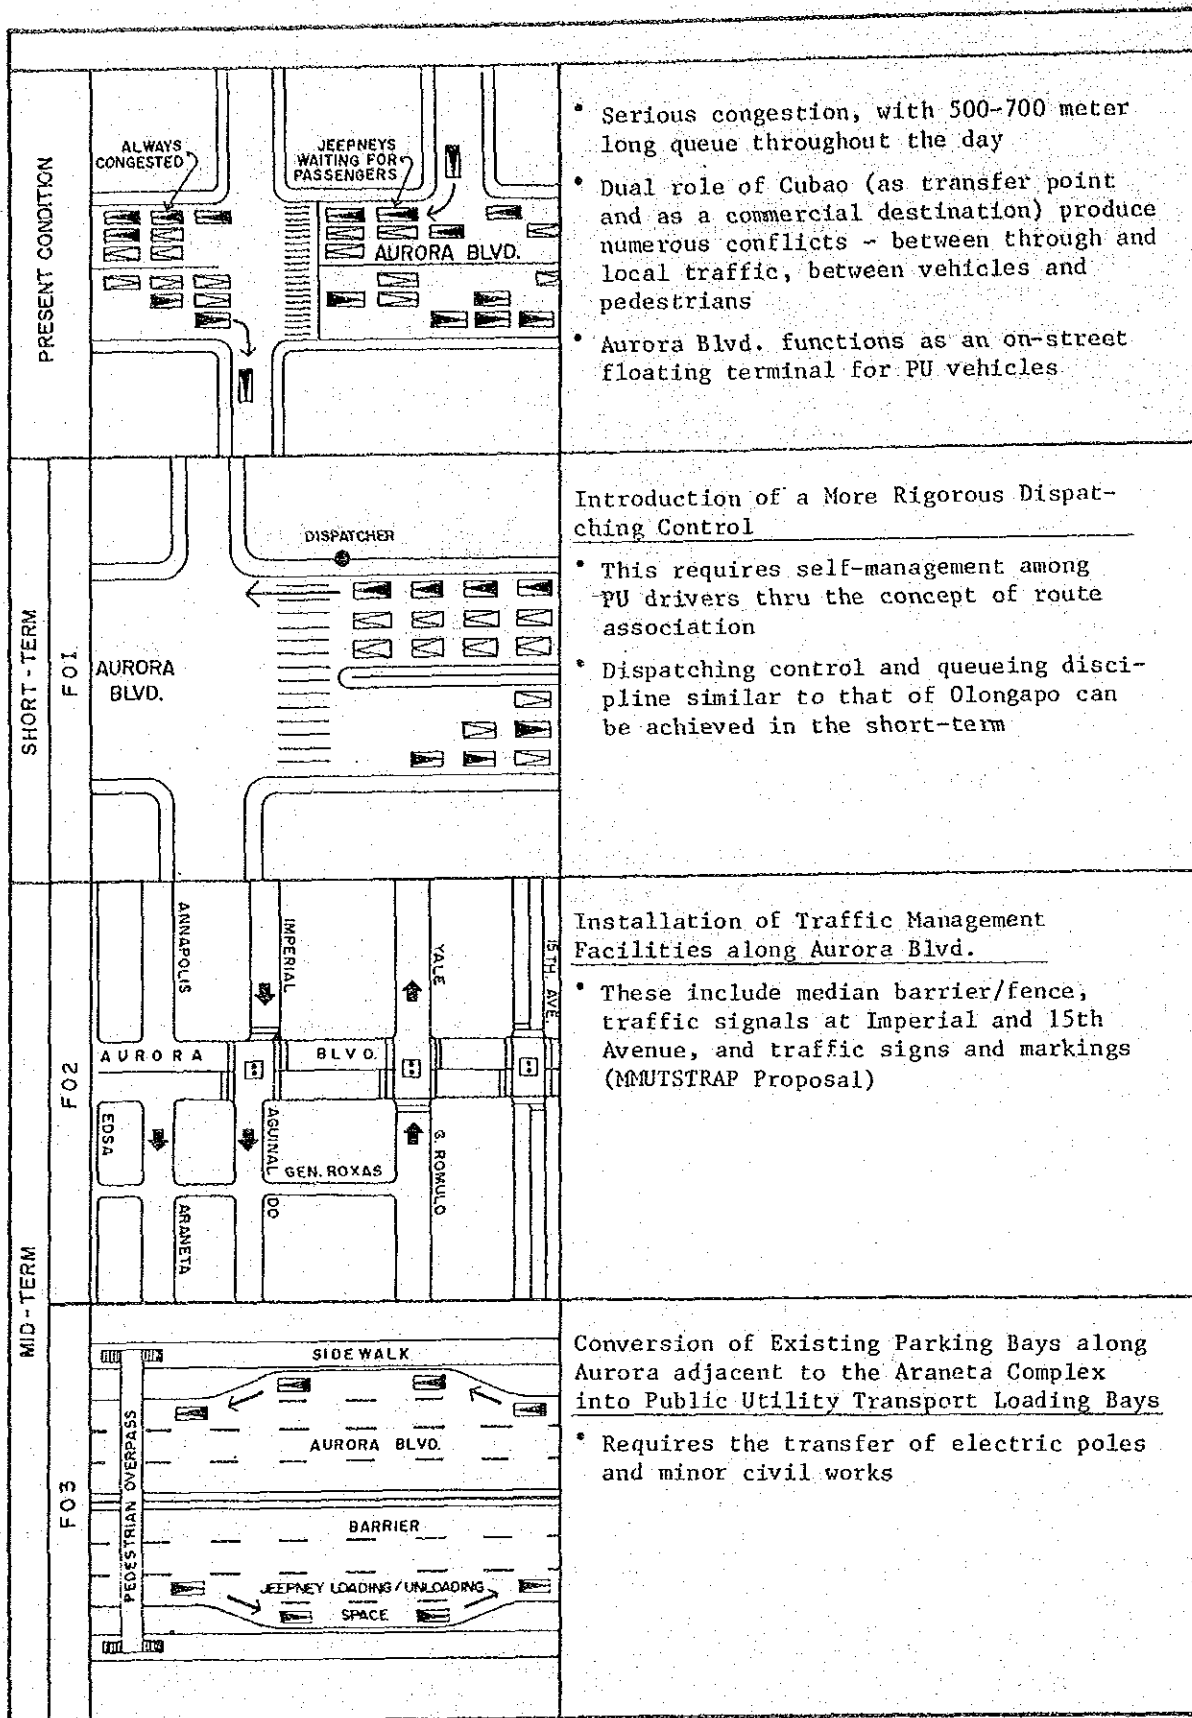 PRESENT CONDITION
ALWAYS
CONGESTED
JEEPNEYS
WAITING FOR
PASSENGERS
AURORA BLVD.
• Serious congestion, with 500-700 meter
long queue throughout the day
• Dual role of Cubao (as transfer point
and as a commercial destination) produce
numerous conflicts - between through and
local traffic, between vehicles and
pedestrians
• Aurora Blvd. functions as an on-street
floating terminal for PU vehicles
SHORT-TERM
F01
DISPATCHER
AURORA
BLVD.
Introduction of a More Rigorous Dispat-
ching Control
• This requires self-management among
PU drivers thru the concept of route
association
• Dispatching control and queueing disci-
pline similar to that of Olongapo can
be achieved in the short-term
MID-TERM
F02
ANNAPOLIS
IMPERIAL
YALE
15TH. AVE.
AURORA BLVD.
EDSA
ARANETA
AGUINALDO
GEN. ROXAS
G. ROMULO
Installation of Traffic Management
Facilities along Aurora Blvd.
• These include median barrier/fence,
traffic signals at Imperial and 15th
Avenue, and traffic signs and markings
(MMUTSTRAP Proposal)
F03
SIDEWALK
PEDESTRIAN OVERPASS
AURORA BLVD.
BARRIER
JEEPNEY LOADING/UNLOADING
SPACE
Conversion of Existing Parking Bays along
Aurora adjacent to the Araneta Complex
into Public Utility Transport Loading Bays
• Requires the transfer of electric poles
and minor civil works